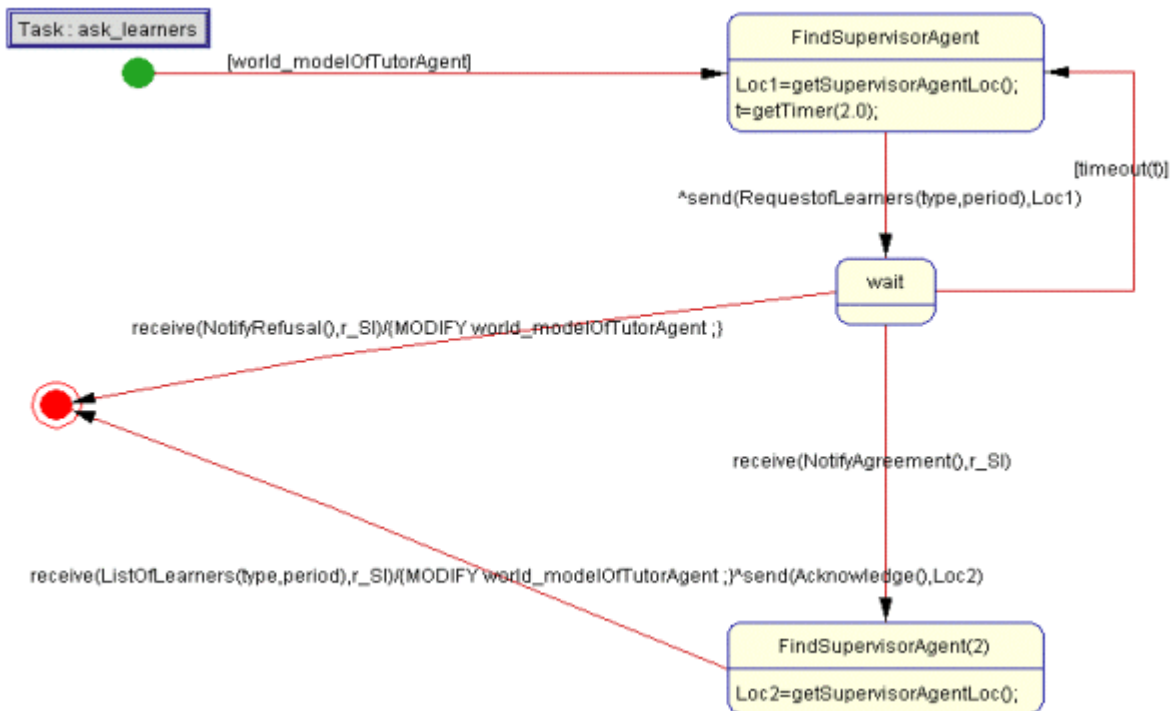 Task : ask_learners
[world_modelOfTutorAgent]
FindSupervisorAgent
Loc1=getSupervisorAgentLoc();
t=getTimer(2.0);
[timeout(t)]
^send(RequestofLearners(type,period),Loc1)
wait
receive(NotifyRefusal(),r_SI)/{MODIFY world_modelOfTutorAgent ;}
receive(NotifyAgreement(),r_SI)
receive(ListOfLearners(type,period),r_SI)/{MODIFY world_modelOfTutorAgent ;}^send(Acknowledge(),Loc2)
FindSupervisorAgent(2)
Loc2=getSupervisorAgentLoc();